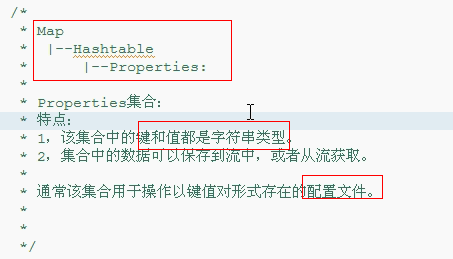 /*
 * Map
 *  |--Hashtable
 *      |--Properties:
 *
 * Properties集合:
 * 特点:
 * 1，该集合中的键和值都是字符串类型。
 * 2，集合中的数据可以保存到流中，或者从流获取。
 *
 * 通常该集合用于操作以键值对形式存在的配置文件。
 *
 *
 */